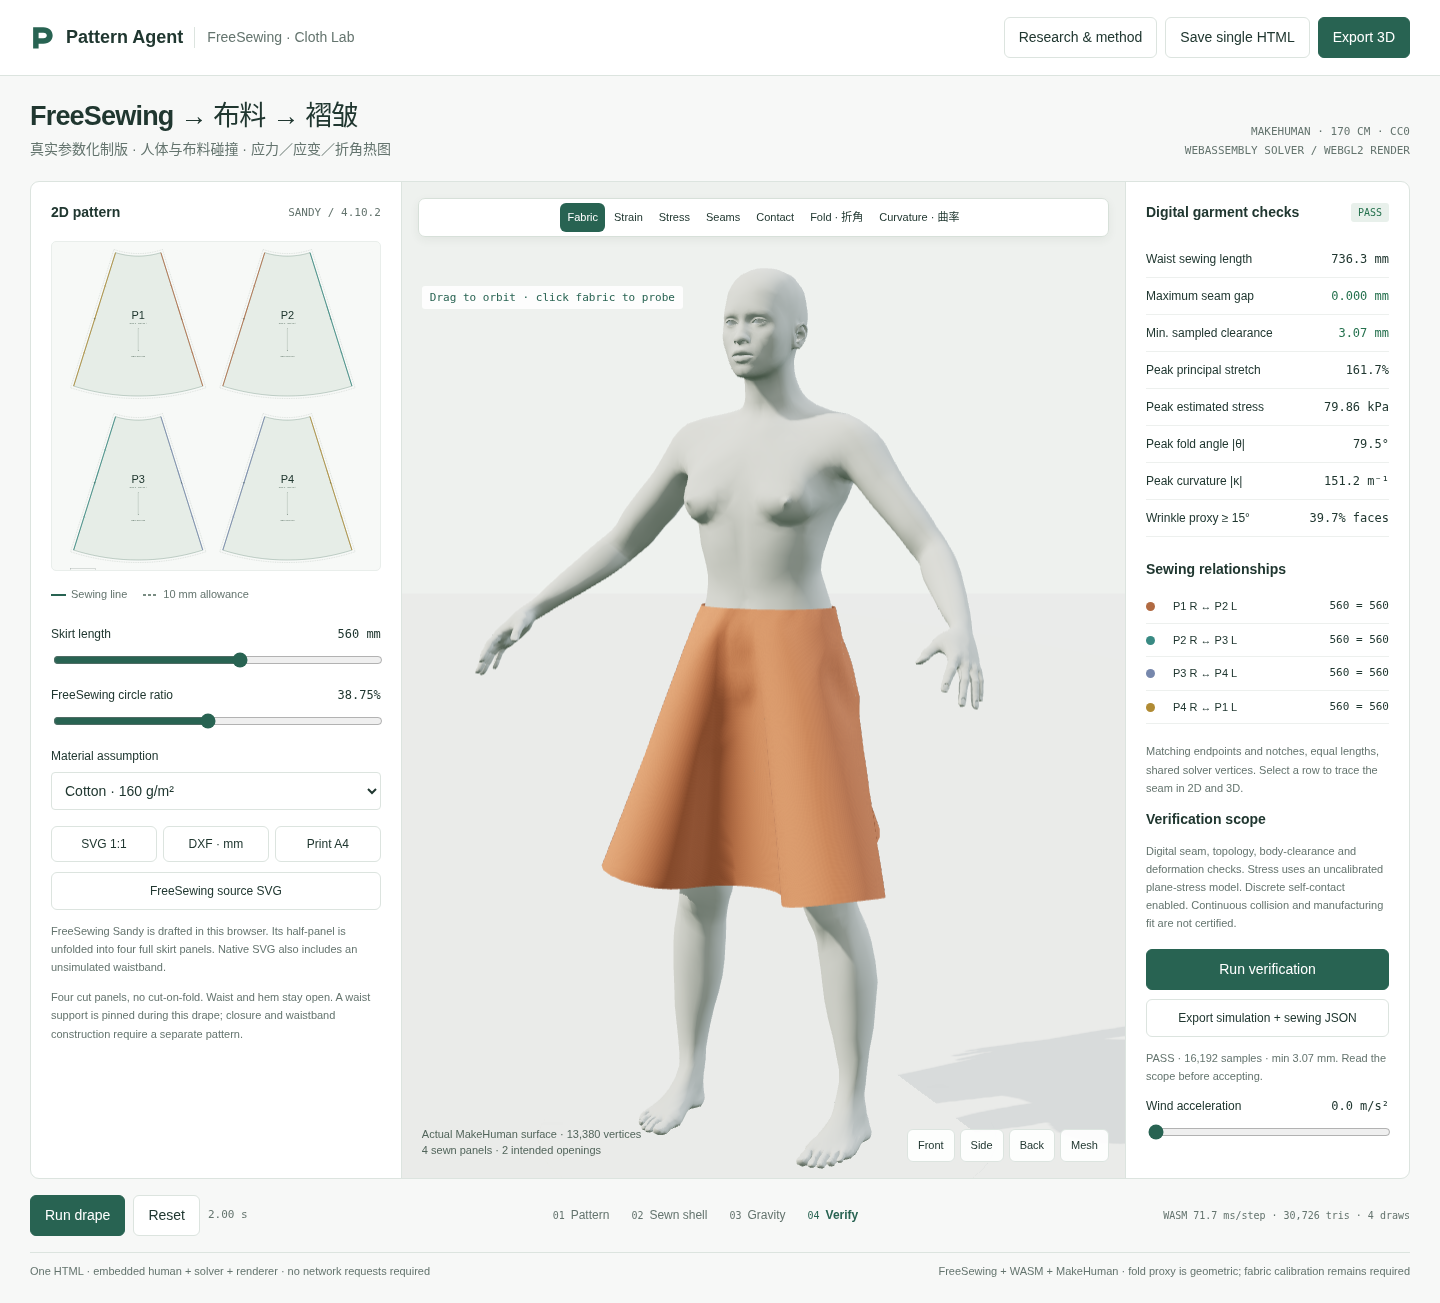 Pattern Agent
FreeSewing · Cloth Lab
Research & method
Save single HTML
Export 3D
FreeSewing → 布料 → 褶皱
真实参数化制版 · 人体与布料碰撞 · 应力／应变／折角热图
MAKEHUMAN · 170 CM · CC0
WEBASSEMBLY SOLVER / WEBGL2 RENDER
2D pattern
SANDY / 4.10.2
P1
P2
P3
P4
Sewing line
10 mm allowance
Skirt length
560 mm
FreeSewing circle ratio
38.75%
Material assumption
Cotton · 160 g/m²
SVG 1:1
DXF · mm
Print A4
FreeSewing source SVG
FreeSewing Sandy is drafted in this browser. Its half-panel is
unfolded into four full skirt panels. Native SVG also includes an
unsimulated waistband.
Four cut panels, no cut-on-fold. Waist and hem stay open. A waist
support is pinned during this drape; closure and waistband
construction require a separate pattern.
Fabric
Strain
Stress
Seams
Contact
Fold · 折角
Curvature · 曲率
Drag to orbit · click fabric to probe
Actual MakeHuman surface · 13,380 vertices
4 sewn panels · 2 intended openings
Front
Side
Back
Mesh
Digital garment checks
PASS
Waist sewing length
736.3 mm
Maximum seam gap
0.000 mm
Min. sampled clearance
3.07 mm
Peak principal stretch
161.7%
Peak estimated stress
79.86 kPa
Peak fold angle |θ|
79.5°
Peak curvature |κ|
151.2 m⁻¹
Wrinkle proxy ≥ 15°
39.7% faces
Sewing relationships
P1 R ↔ P2 L
560 = 560
P2 R ↔ P3 L
560 = 560
P3 R ↔ P4 L
560 = 560
P4 R ↔ P1 L
560 = 560
Matching endpoints and notches, equal lengths,
shared solver vertices. Select a row to trace the
seam in 2D and 3D.
Verification scope
Digital seam, topology, body-clearance and
deformation checks. Stress uses an uncalibrated
plane-stress model. Discrete self-contact
enabled. Continuous collision and manufacturing
fit are not certified.
Run verification
Export simulation + sewing JSON
PASS · 16,192 samples · min 3.07 mm. Read the
scope before accepting.
Wind acceleration
0.0 m/s²
Run drape
Reset
2.00 s
01 Pattern
02 Sewn shell
03 Gravity
04 Verify
WASM 71.7 ms/step · 30,726 tris · 4 draws
One HTML · embedded human + solver + renderer · no network requests required
FreeSewing + WASM + MakeHuman · fold proxy is geometric; fabric calibration remains required